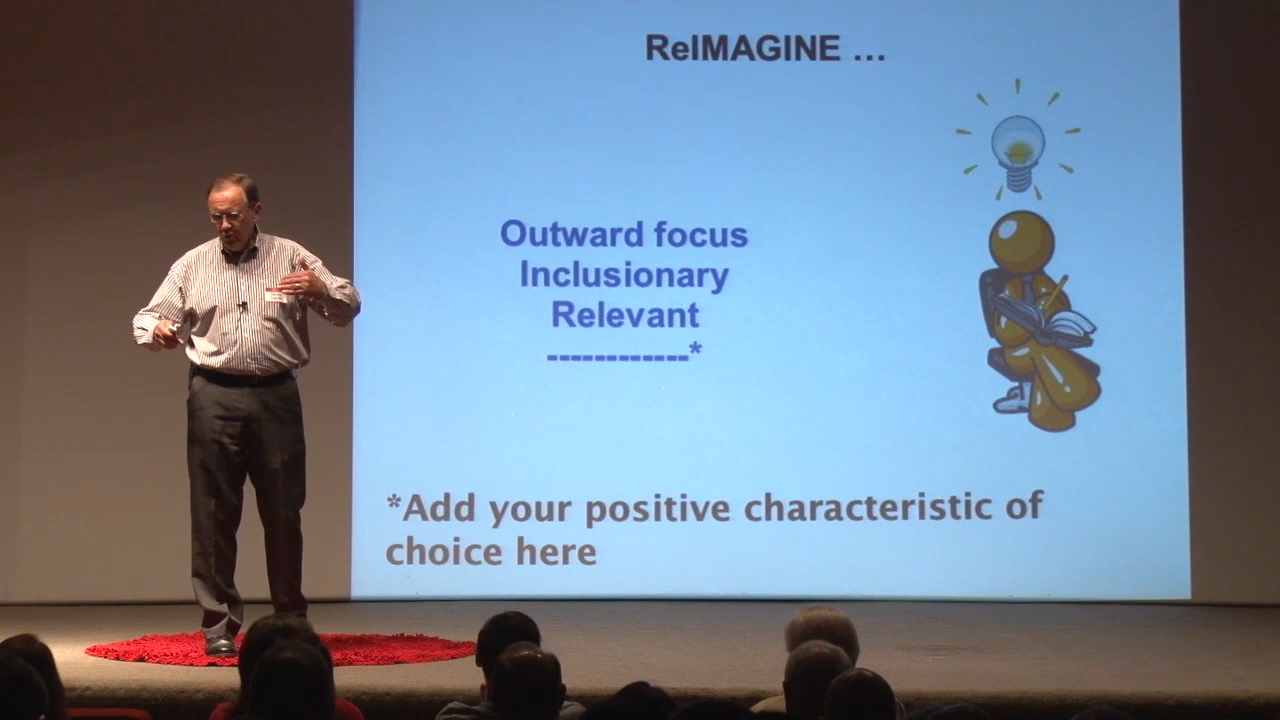 ReIMAGINE ...
Outward focus
Inclusionary
Relevant
------------*
*Add your positive characteristic of
choice here